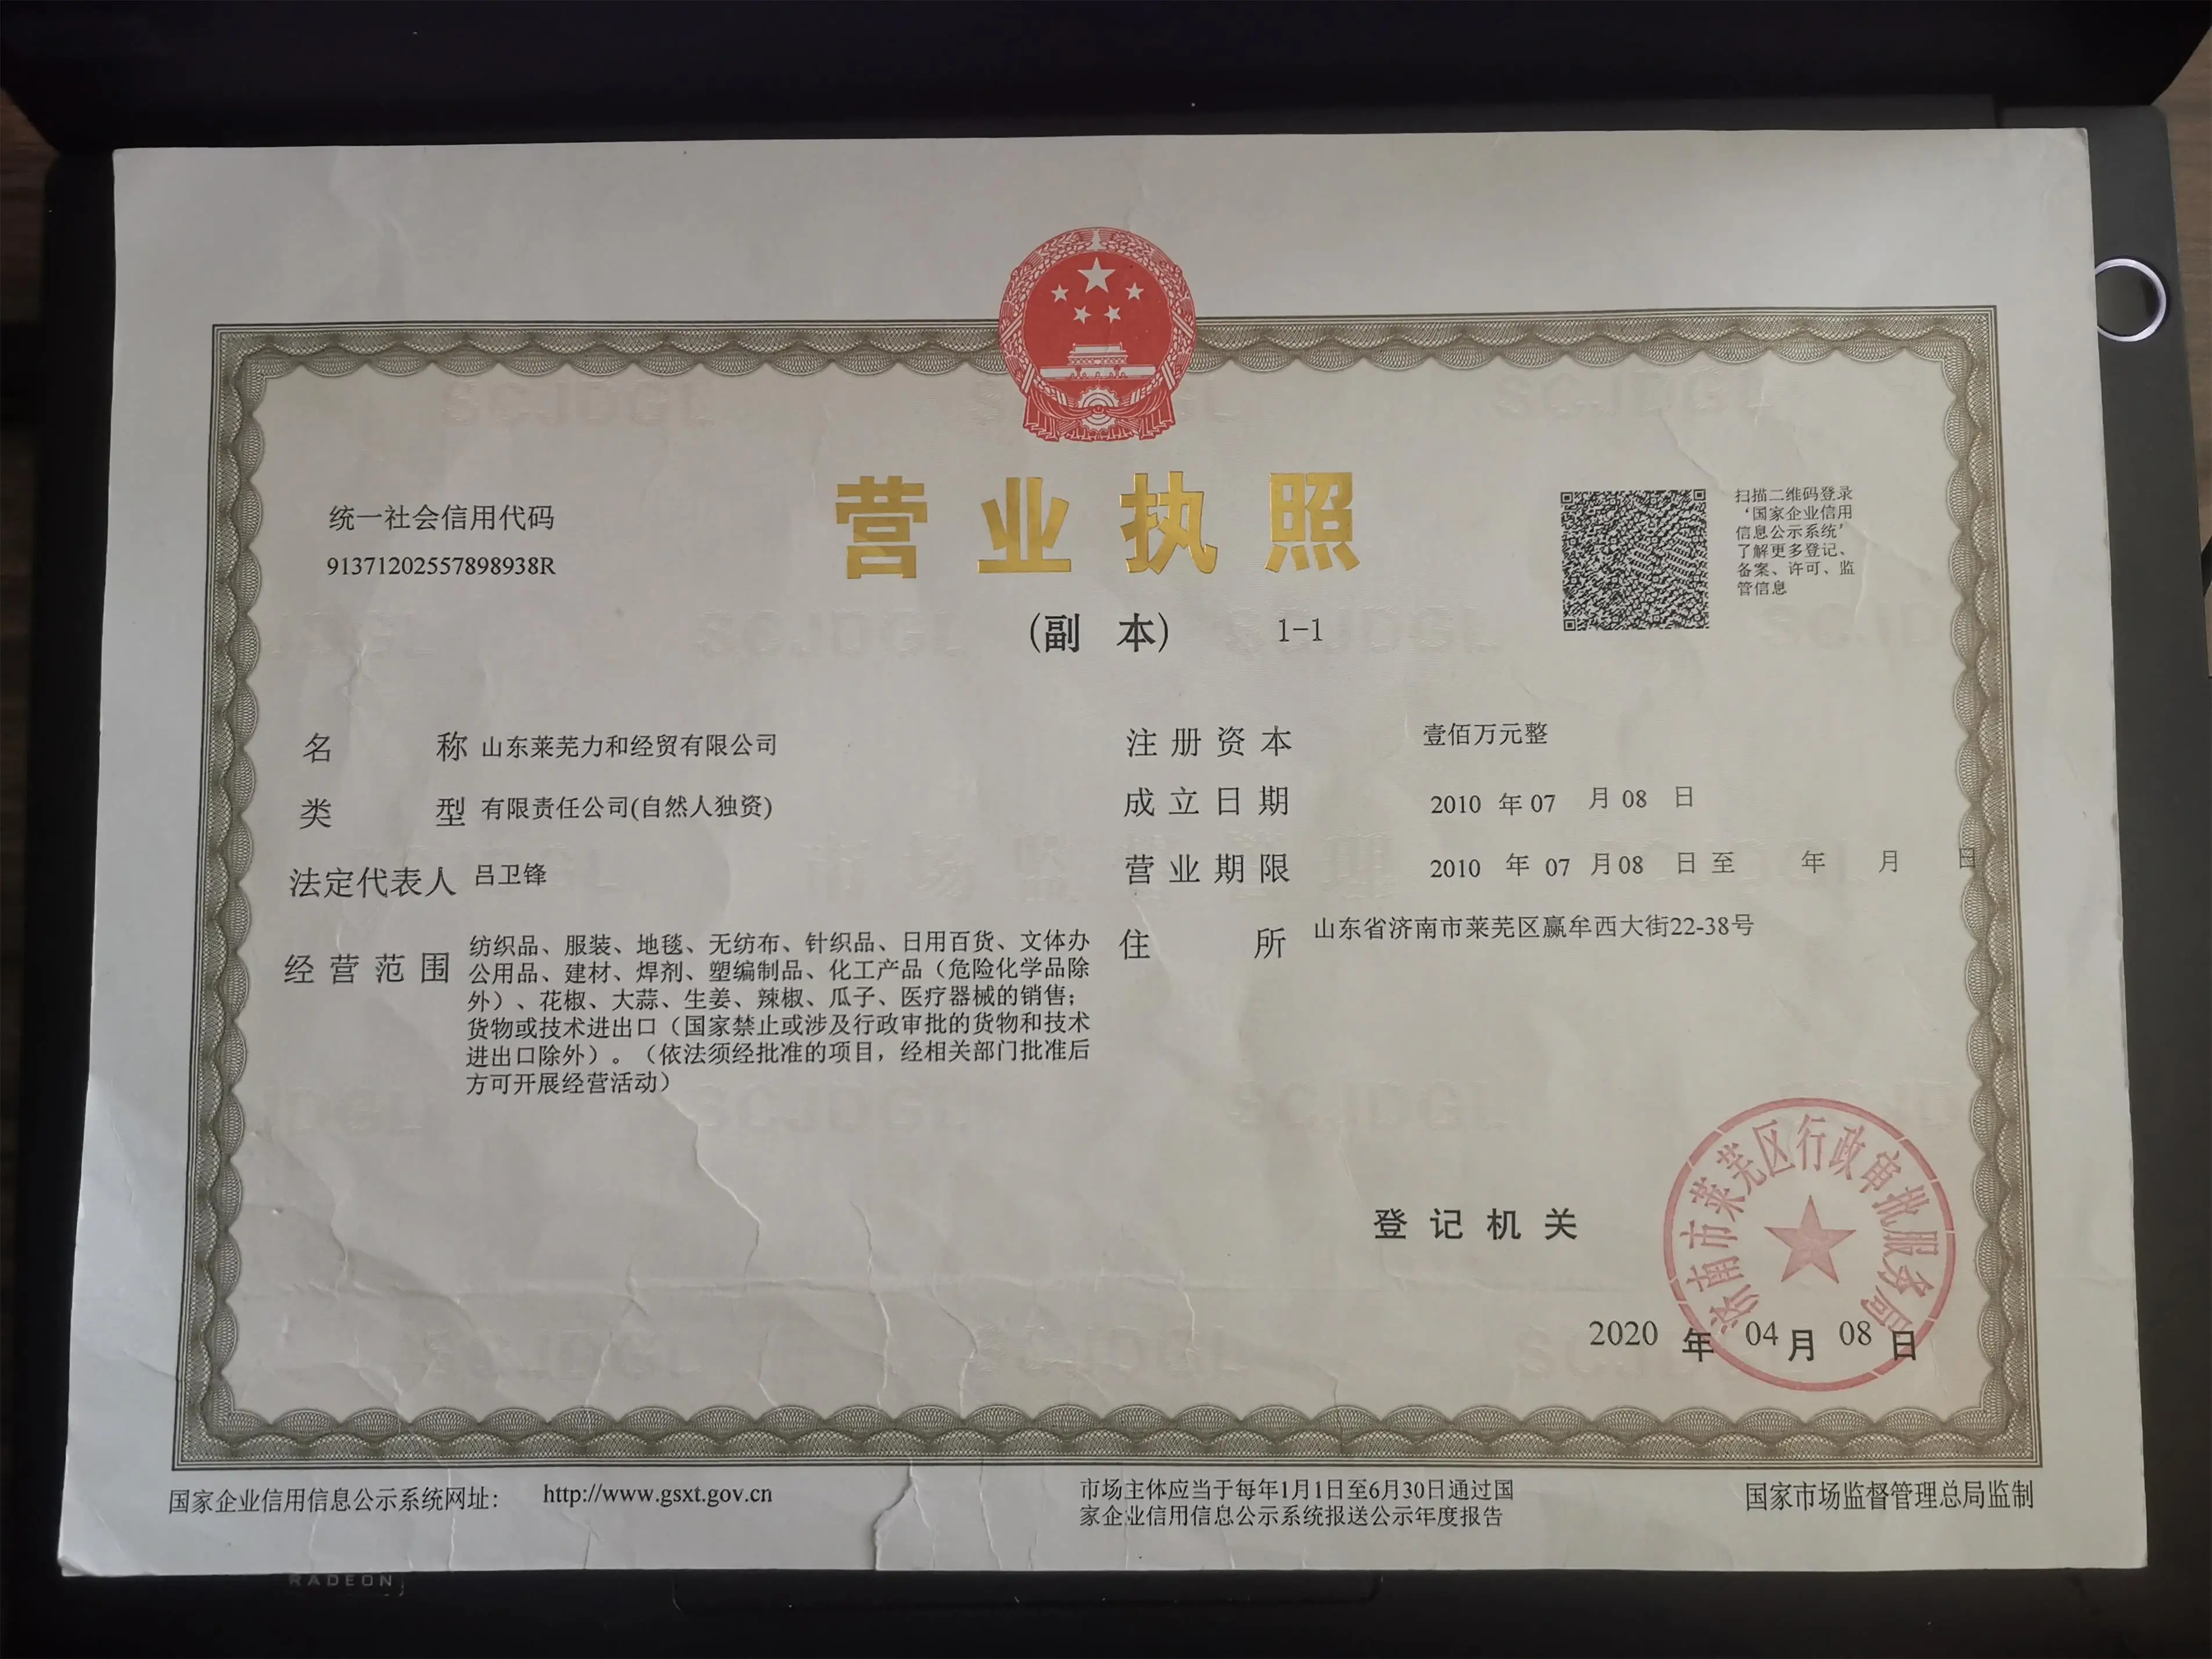 统一社会信用代码
91371202557898938R
营业执照
(副 本) 1-1
扫描二维码登录
‘国家企业信用
信息公示系统’
了解更多登记、
备案、许可、监
管信息
名 称 山东莱芜力和经贸有限公司
类 型 有限责任公司(自然人独资)
法定代表人 吕卫锋
经营范围 纺织品、服装、地毯、无纺布、针织品、日用百货、文体办
公用品、建材、焊剂、塑编制品、化工产品（危险化学品除
外）、花椒、大蒜、生姜、辣椒、瓜子、医疗器械的销售；
货物或技术进出口（国家禁止或涉及行政审批的货物和技术
进出口除外）。（依法须经批准的项目，经相关部门批准后
方可开展经营活动）
注册资本 壹佰万元整
成立日期 2010 年 07 月 08 日
营业期限 2010 年 07 月 08 日 至 年 月 日
住 所 山东省济南市莱芜区赢牟西大街22-38号
登记机关
济南市莱芜区行政审批服务局
2020 年 04 月 08 日
国家企业信用信息公示系统网址： http://www.gsxt.gov.cn
市场主体应当于每年1月1日至6月30日通过国
家企业信用信息公示系统报送公示年度报告
国家市场监督管理总局监制
RADEON